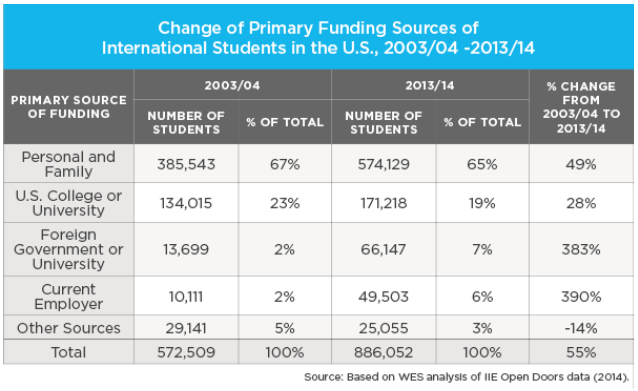 Change of Primary Funding Sources of
International Students in the U.S., 2003/04 -2013/14
PRIMARY SOURCE
OF FUNDING
2003/04
2013/14
% CHANGE
FROM
2003/04 TO
2013/14
NUMBER OF
STUDENTS
% OF TOTAL
NUMBER OF
STUDENTS
% OF TOTAL
Personal and
Family
385,543 67% 574,129 65% 49%
U.S. College or
University
134,015 23% 171,218 19% 28%
Foreign
Government or
University
13,699 2% 66,147 7% 383%
Current
Employer
10,111 2% 49,503 6% 390%
Other Sources 29,141 5% 25,055 3% -14%
Total 572,509 100% 886,052 100% 55%
Source: Based on WES analysis of IIE Open Doors data (2014).